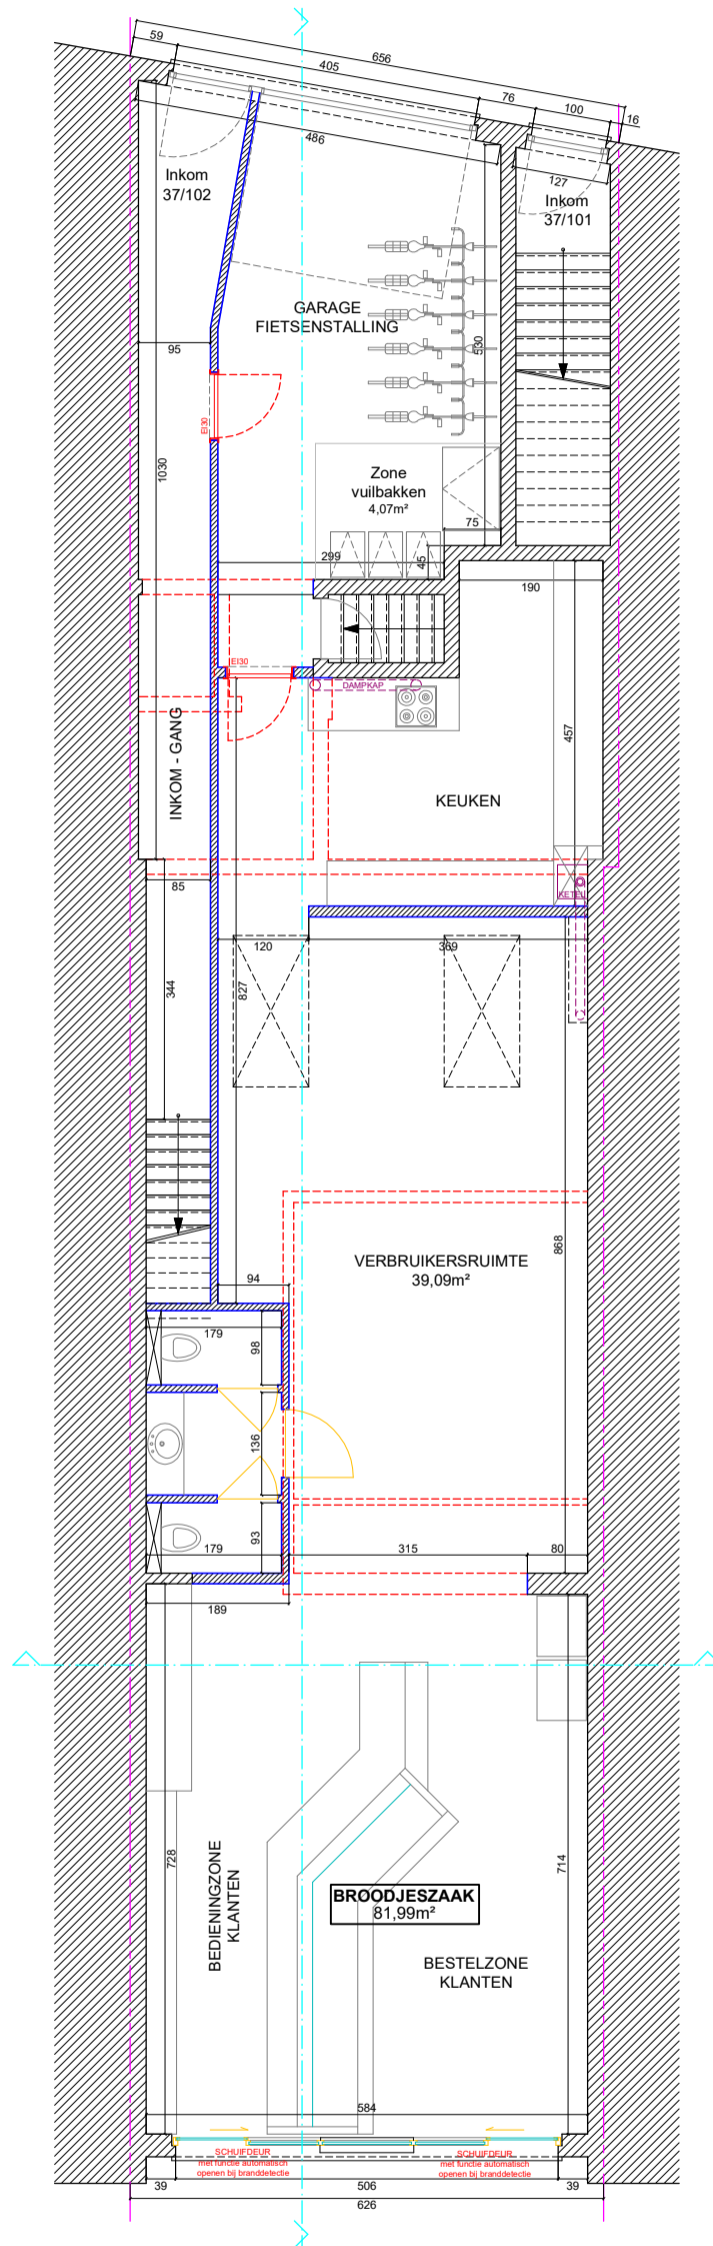 59
656
405
76
100
16
486
127
Inkom
37/102
Inkom
37/101
GARAGE
FIETSENSTALLING
530
95
EI30
1030
Zone
vuilbakken
4,07m²
75
299
45
190
EI30
DAMPKAP
INKOM - GANG
457
KEUKEN
85
KETEL
120
369
344
827
VERBRUIKERSRUIMTE
39,09m²
868
94
179
98
136
93
179
315
80
189
BEDIENINGZONE
KLANTEN
728
714
BROODJESZAAK
81,99m²
BESTELZONE
KLANTEN
584
SCHUIFDEUR
met functie automatisch
openen bij branddetectie
SCHUIFDEUR
met functie automatisch
openen bij branddetectie
39
506
39
626